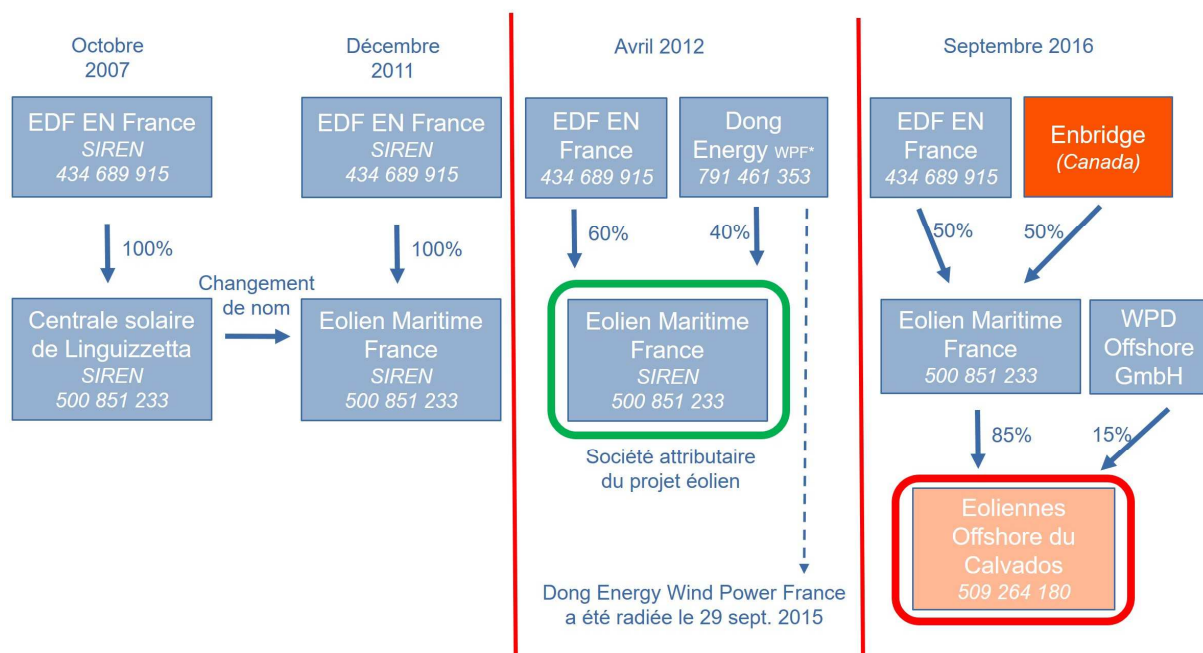 Octobre
2007
EDF EN France
SIREN
434 689 915
100%
Centrale solaire
de Linguizzetta
SIREN
500 851 233
Changement
de nom
Décembre
2011
EDF EN France
SIREN
434 689 915
100%
Eolien Maritime
France
SIREN
500 851 233
Avril 2012
EDF EN
France
434 689 915
Dong
Energy WPF*
791 461 353
60%
40%
Eolien Maritime
France
SIREN
500 851 233
Société attributaire
du projet éolien
Dong Energy Wind Power France
a été radiée le 29 sept. 2015
Septembre 2016
EDF EN
France
434 689 915
Enbridge
(Canada)
50%
50%
Eolien Maritime
France
500 851 233
WPD
Offshore
GmbH
85%
15%
Eoliennes
Offshore du
Calvados
509 264 180